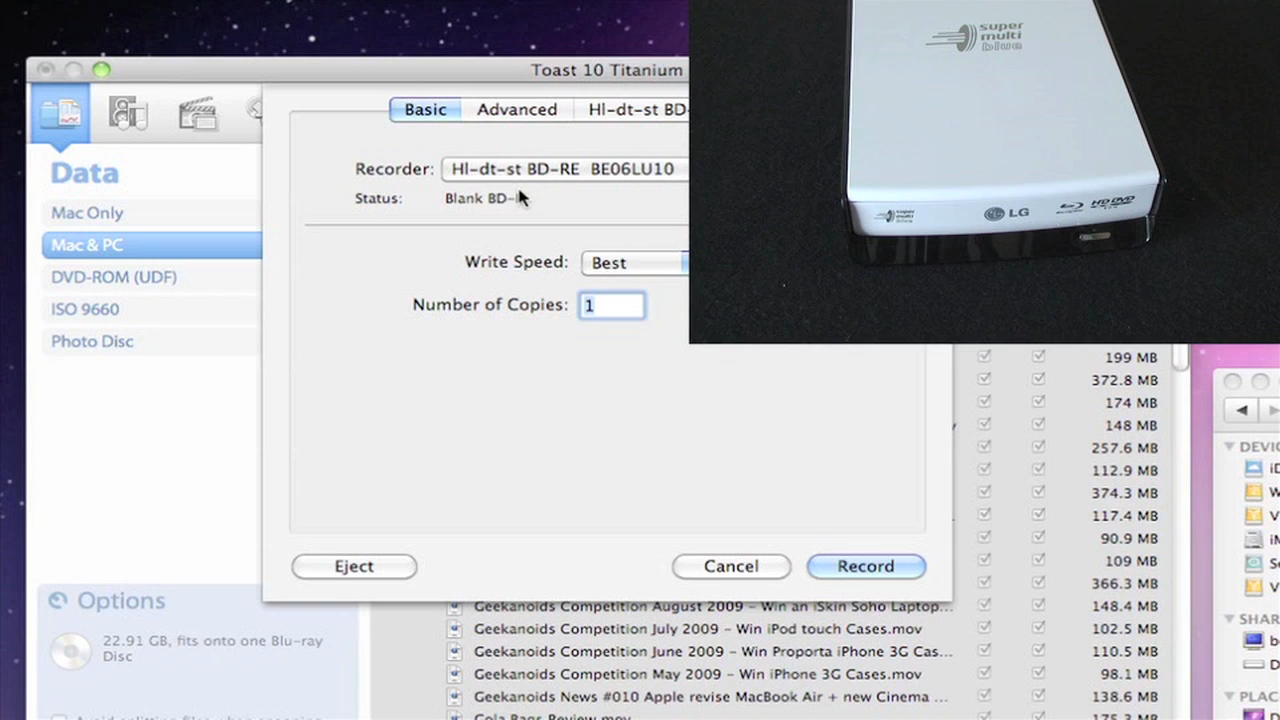 Toast 10 Titanium
Basic
Advanced
Hl-dt-st BD-
Recorder:
Hl-dt-st BD-RE BE06LU10
Status:
Blank BD-
Write Speed:
Best
Number of Copies:
1
Eject
Cancel
Record
Data
Mac Only
Mac & PC
DVD-ROM (UDF)
ISO 9660
Photo Disc
Options
22.91 GB, fits onto one Blu-ray
Disc
super
multi
blue
super
multi
blue
LG
HD DVD
199 MB
372.8 MB
174 MB
148 MB
257.6 MB
112.9 MB
374.3 MB
117.4 MB
90.9 MB
109 MB
366.3 MB
Geekanoids Competition August 2009 - Win an iSkin Soho Laptop... 148.4 MB
Geekanoids Competition July 2009 - Win iPod touch Cases.mov 102.5 MB
Geekanoids Competition June 2009 - Win Proporta iPhone 3G Cas... 110.5 MB
Geekanoids Competition May 2009 - Win iPhone 3G Cases.mov 98.1 MB
Geekanoids News #010 Apple revise MacBook Air + new Cinema ... 138.6 MB
Cola Bags Review.mov 175.3 MB
DEVIC
SHAR
PLAC